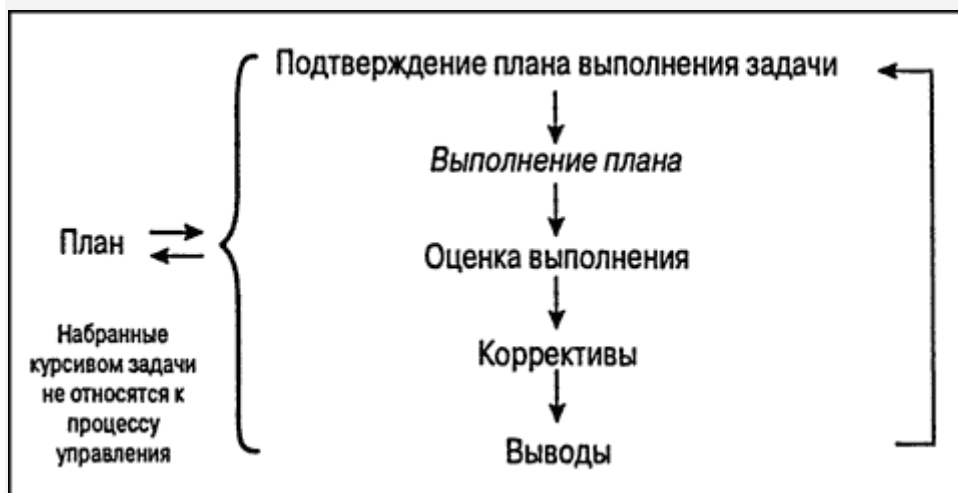 Подтверждение плана выполнения задачи
Выполнение плана
План
Оценка выполнения
Набранные
курсивом задачи
не относятся к
процессу
управления
Коррективы
Выводы